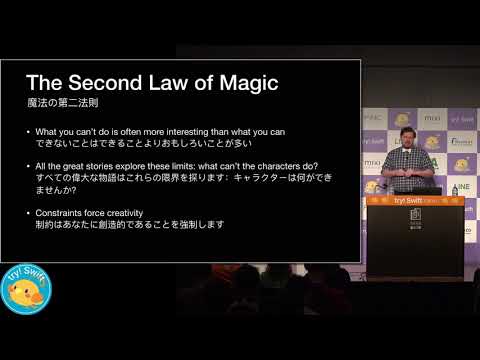 The Second Law of Magic
魔法の第二法則
• What you can't do is often more interesting than what you can
できないことはできることよりおもしろいことが多い
• All the great stories explore these limits: what can't the characters do?
すべての偉大な物語はこれらの限界を探ります: キャラクターは何ができ
ませんか?
• Constraints force creativity
制約はあなたに創造的であることを強制します
try! Swift
mixi
LINE
try! Swift